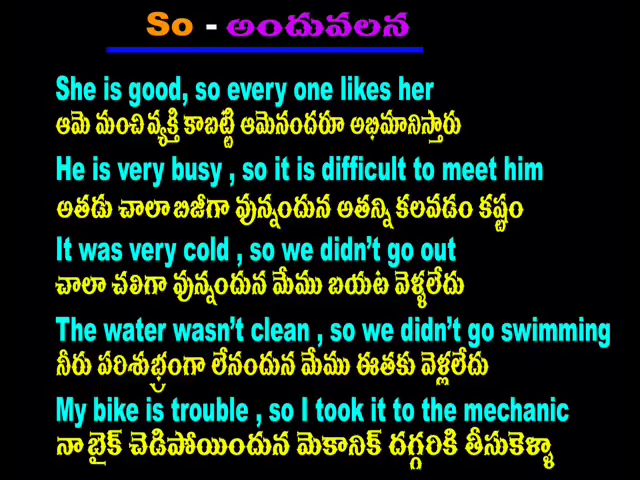 So - అందువలన
She is good, so every one likes her
ఆమె మంచి వ్యక్తి కాబట్టి ఆమెనందరూ అభిమానిస్తారు
He is very busy , so it is difficult to meet him
అతడు చాలా బిజీగా వున్నందున అతన్ని కలవడం కష్టం
It was very cold , so we didn't go out
చాలా చలిగా వున్నందున మేము బయట వెళ్ళలేదు
The water wasn't clean , so we didn't go swimming
నీరు పరిశుభ్రంగా లేనందున మేము ఈతకు వెళ్లలేదు
My bike is trouble , so I took it to the mechanic
నా బైక్ చెడిపోయిందున మెకానిక్ దగ్గరికి తీసుకెళ్ళా